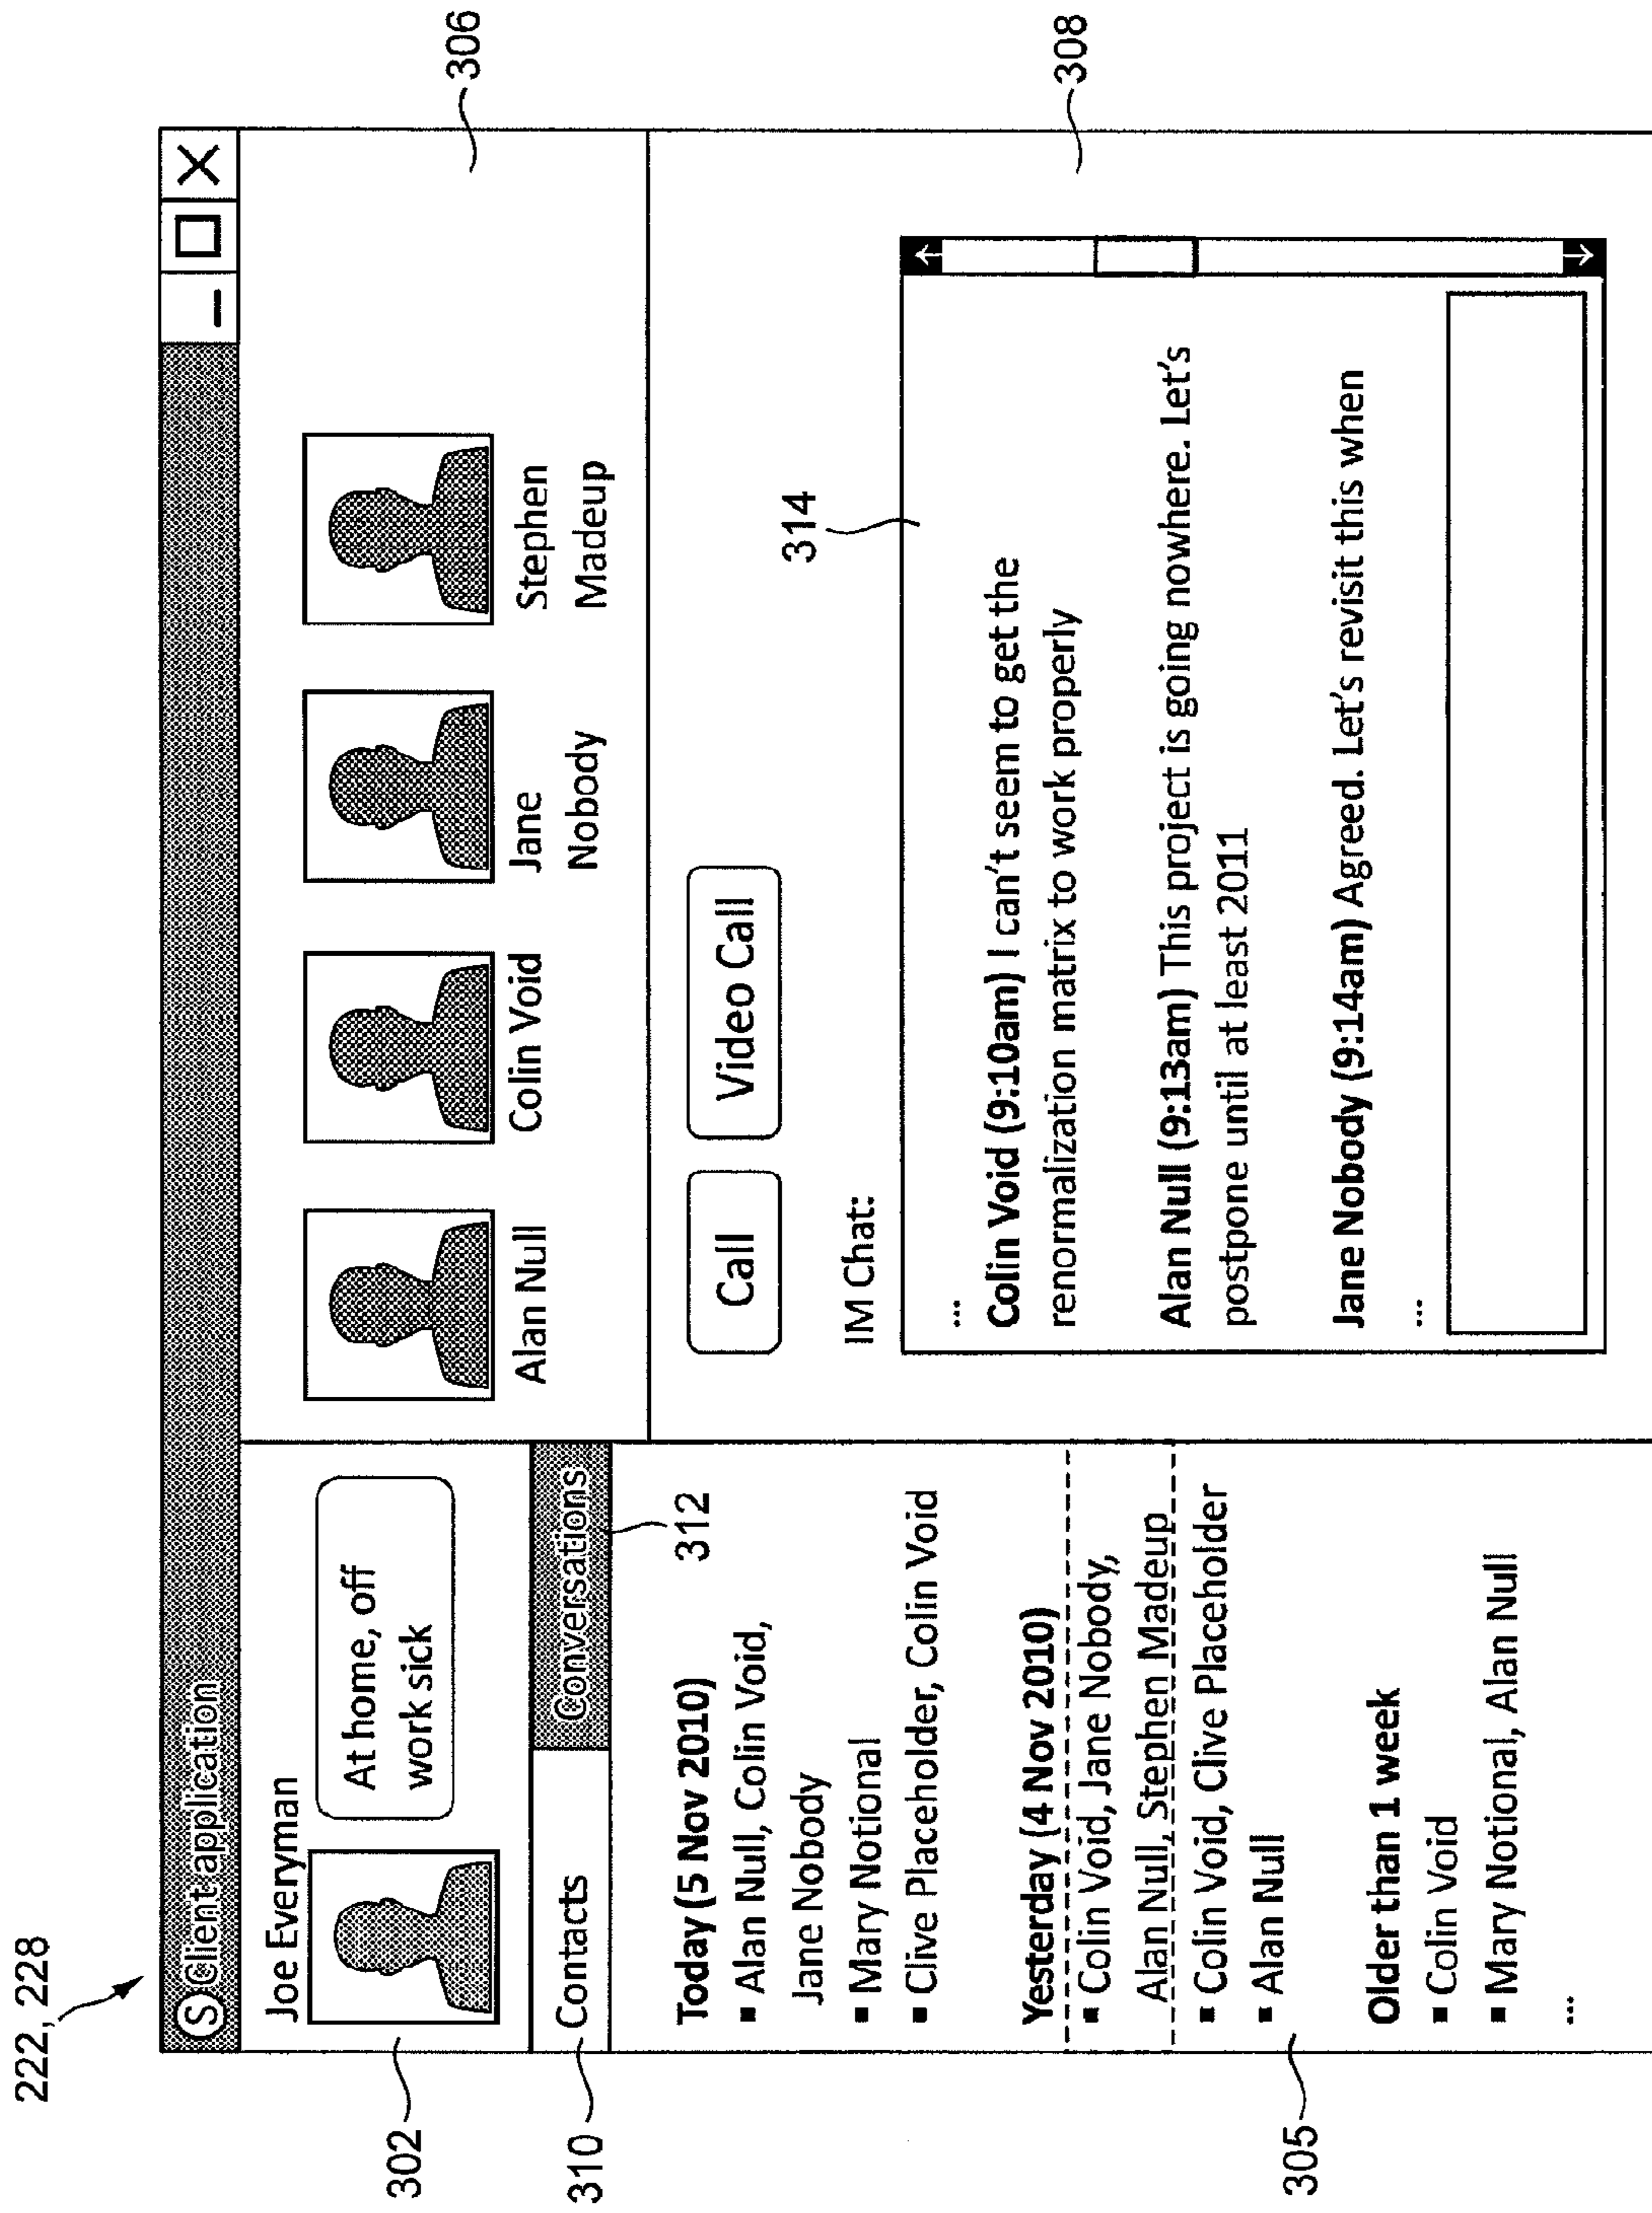 222, 228
S Client application
Joe Everyman
At home, off
work sick
302
310
Contacts
Conversations
312
Today (5 Nov 2010)
▪ Alan Null, Colin Void,
Jane Nobody
▪ Mary Notional
▪ Clive Placeholder, Colin Void
Yesterday (4 Nov 2010)
▪ Colin Void, Jane Nobody,
Alan Null, Stephen Madeup
▪ Colin Void, Clive Placeholder
▪ Alan Null
305
Older than 1 week
▪ Colin Void
▪ Mary Notional, Alan Null
...
Alan Null
Colin Void
Jane
Nobody
Stephen
Madeup
306
Call
Video Call
308
IM Chat:
314
...
Colin Void (9:10am) I can't seem to get the
renormalization matrix to work properly
Alan Null (9:13am) This project is going nowhere. Let's
postpone until at least 2011
Jane Nobody (9:14am) Agreed. Let's revisit this when
...